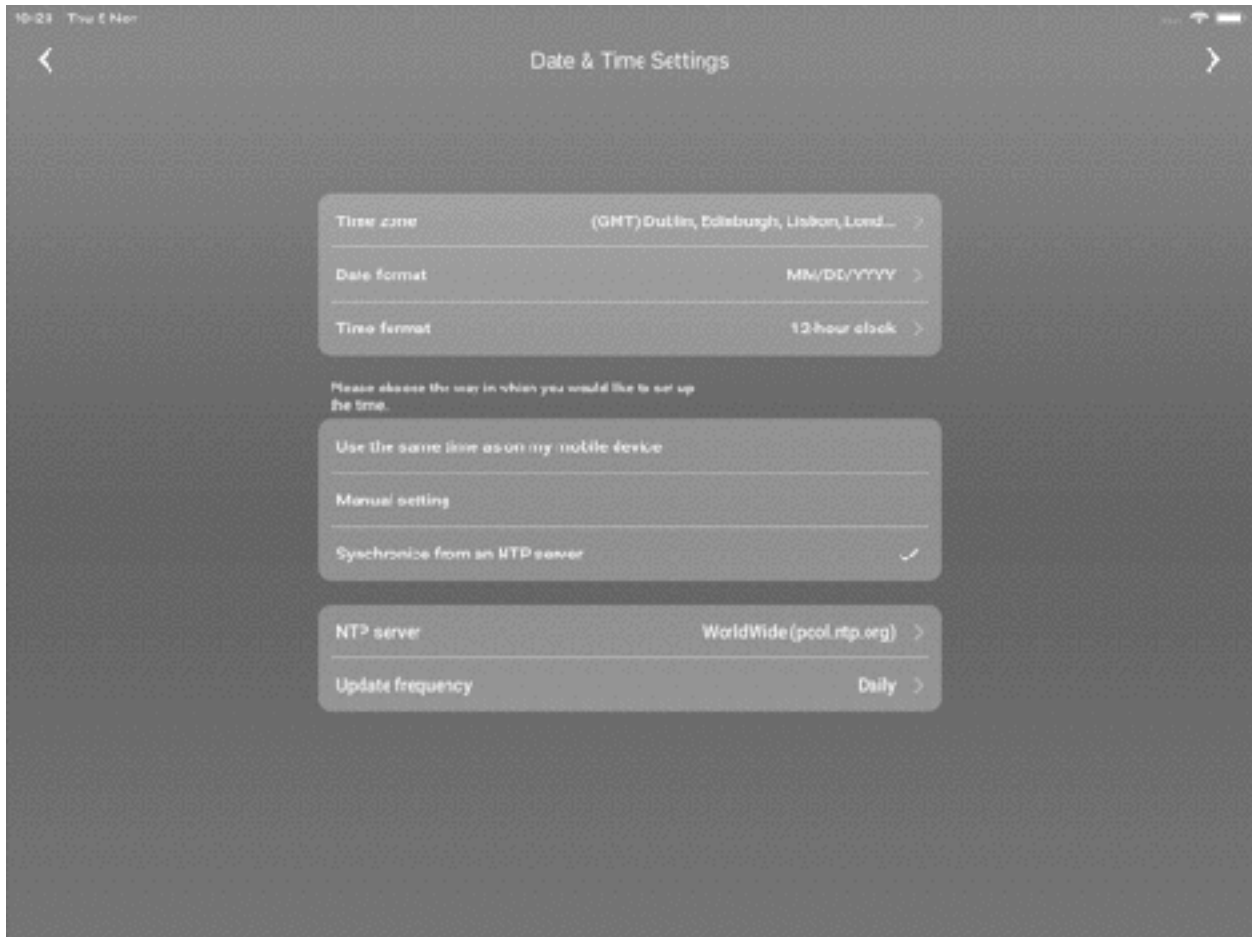 Date & Time Settings
Time zone (GMT) Dublin, Edinburgh, Lisbon, Lond...
Date format MM/DD/YYYY
Time format 12-hour clock
Please choose the way in which you would like to set up
the time.
Use the same time as on my mobile device
Manual setting
Synchronize from an NTP server
NTP server WorldWide (pool.ntp.org)
Update frequency Daily